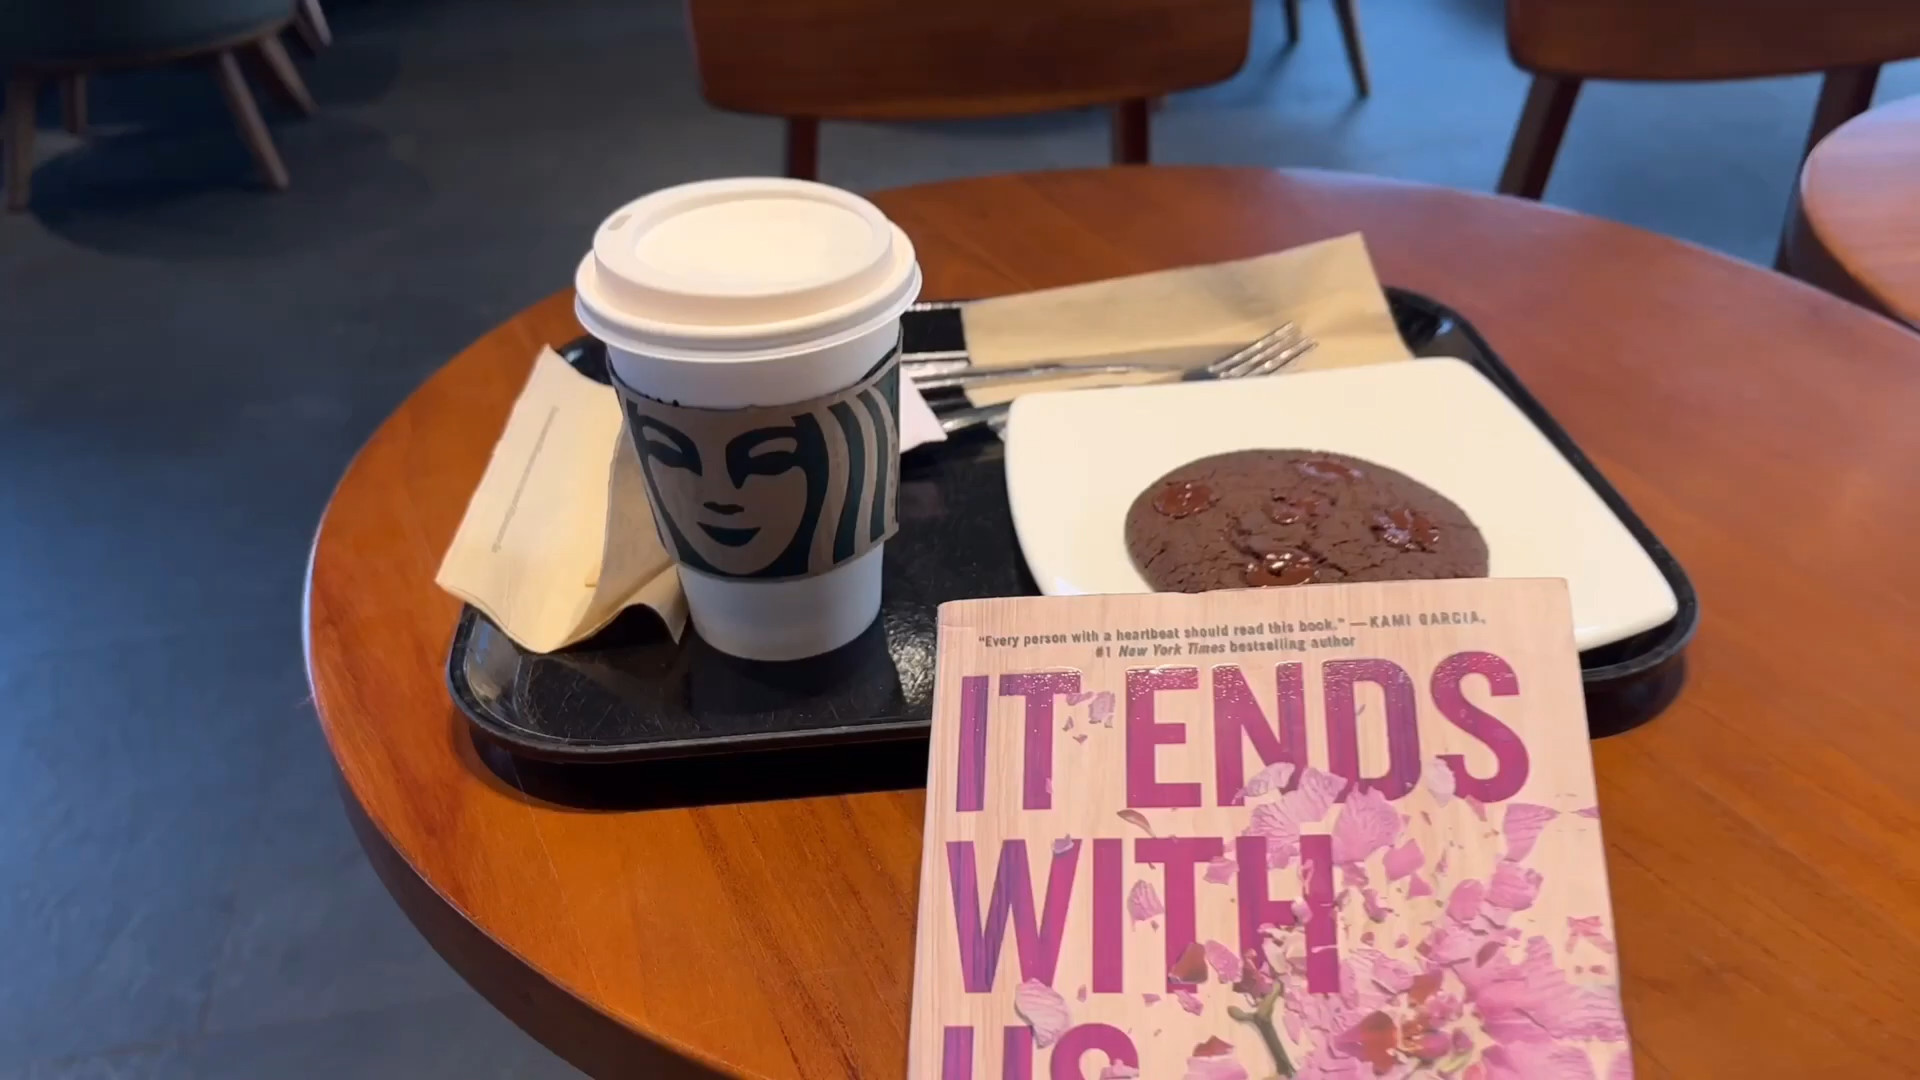 "Every person with a heartbeat should read this book." —KAMI GARCIA,
#1 New York Times bestselling author
IT ENDS
WITH
US